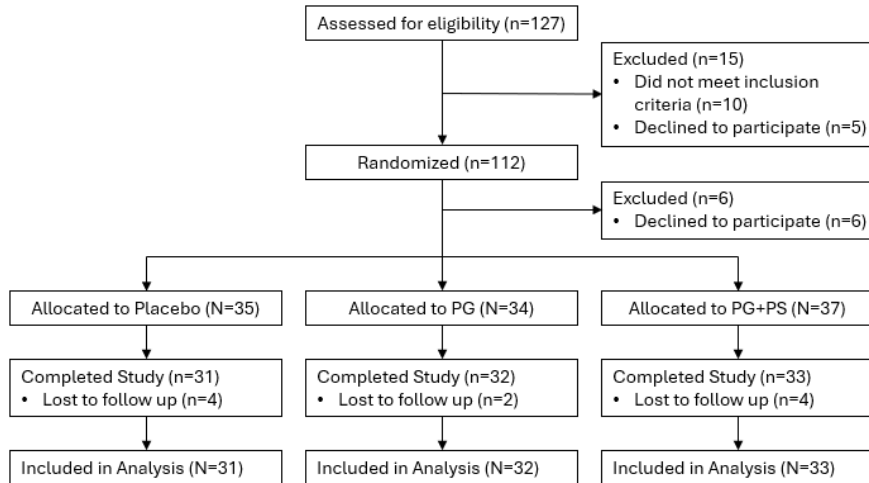 Assessed for eligibility (n=127)
Excluded (n=15)
• Did not meet inclusion
criteria (n=10)
• Declined to participate (n=5)
Randomized (n=112)
Excluded (n=6)
• Declined to participate (n=6)
Allocated to Placebo (N=35)
Allocated to PG (N=34)
Allocated to PG+PS (N=37)
Completed Study (n=31)
• Lost to follow up (n=4)
Completed Study (n=32)
• Lost to follow up (n=2)
Completed Study (n=33)
• Lost to follow up (n=4)
Included in Analysis (N=31)
Included in Analysis (N=32)
Included in Analysis (N=33)